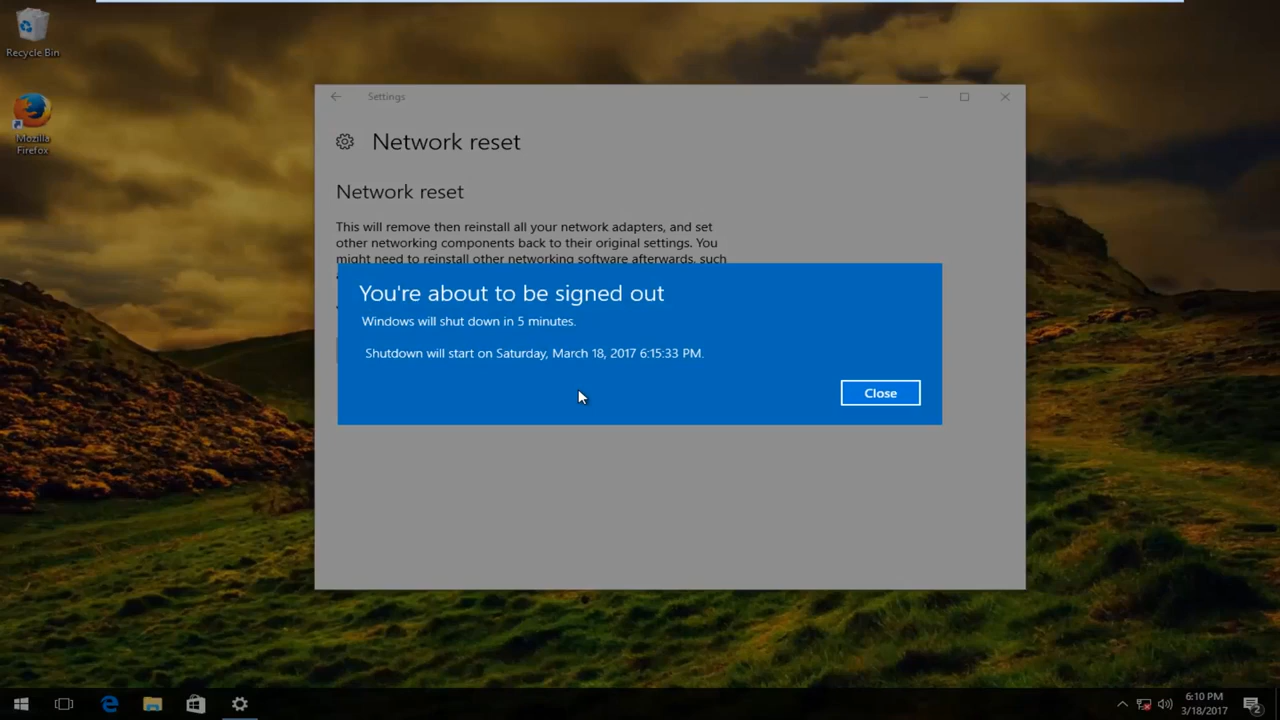 Recycle Bin
Mozilla
Firefox
Settings
Network reset
Network reset
This will remove then reinstall all your network adapters, and set
other networking components back to their original settings. You
might need to reinstall other networking software afterwards, such
You're about to be signed out
Windows will shut down in 5 minutes.
Shutdown will start on Saturday, March 18, 2017 6:15:33 PM.
Close
6:10 PM
3/18/2017
2